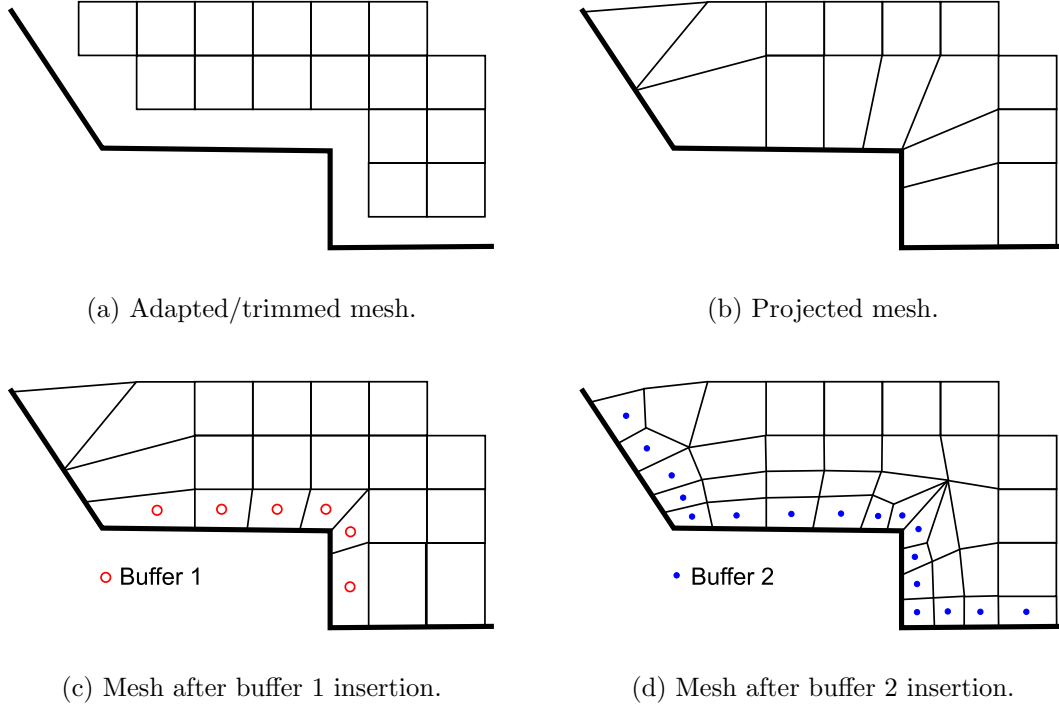 (a) Adapted/trimmed mesh.
(b) Projected mesh.
Buffer 1
Buffer 2
(c) Mesh after buffer 1 insertion.
(d) Mesh after buffer 2 insertion.